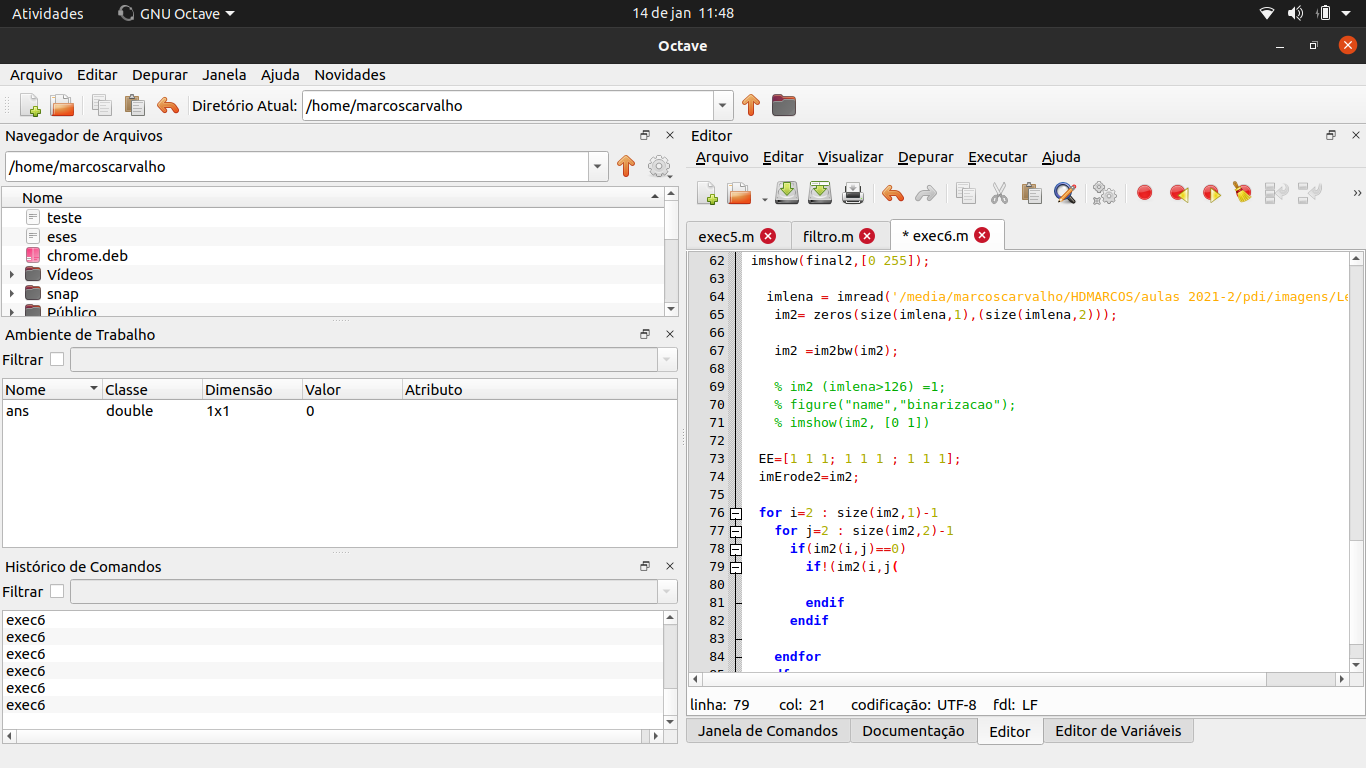 Atividades GNU Octave 14 de jan 11:48
Octave
Arquivo Editar Depurar Janela Ajuda Novidades
Diretório Atual: /home/marcoscarvalho
Navegador de Arquivos
/home/marcoscarvalho
Nome
teste
eses
chrome.deb
Vídeos
snap
Público
Ambiente de Trabalho
Filtrar
Nome Classe Dimensão Valor Atributo
ans double 1x1 0
Histórico de Comandos
Filtrar
exec6
exec6
exec6
exec6
exec6
exec6
Editor
Arquivo Editar Visualizar Depurar Executar Ajuda
»
exec5.m filtro.m * exec6.m
62 imshow(final2,[0 255]);
63
64 imlena = imread('/media/marcoscarvalho/HDMARCOS/aulas 2021-2/pdi/imagens/Le
65 im2= zeros(size(imlena,1),(size(imlena,2)));
66
67 im2 =im2bw(im2);
68
69 % im2 (imlena>126) =1;
70 % figure("name","binarizacao");
71 % imshow(im2, [0 1])
72
73 EE=[1 1 1; 1 1 1 ; 1 1 1];
74 imErode2=im2;
75
76 for i=2 : size(im2,1)-1
77 for j=2 : size(im2,2)-1
78 if(im2(i,j)==0)
79 if!(im2(i,j(
80
81 endif
82 endif
83
84 endfor
linha: 79 col: 21 codificação: UTF-8 fdl: LF
Janela de Comandos Documentação Editor Editor de Variáveis